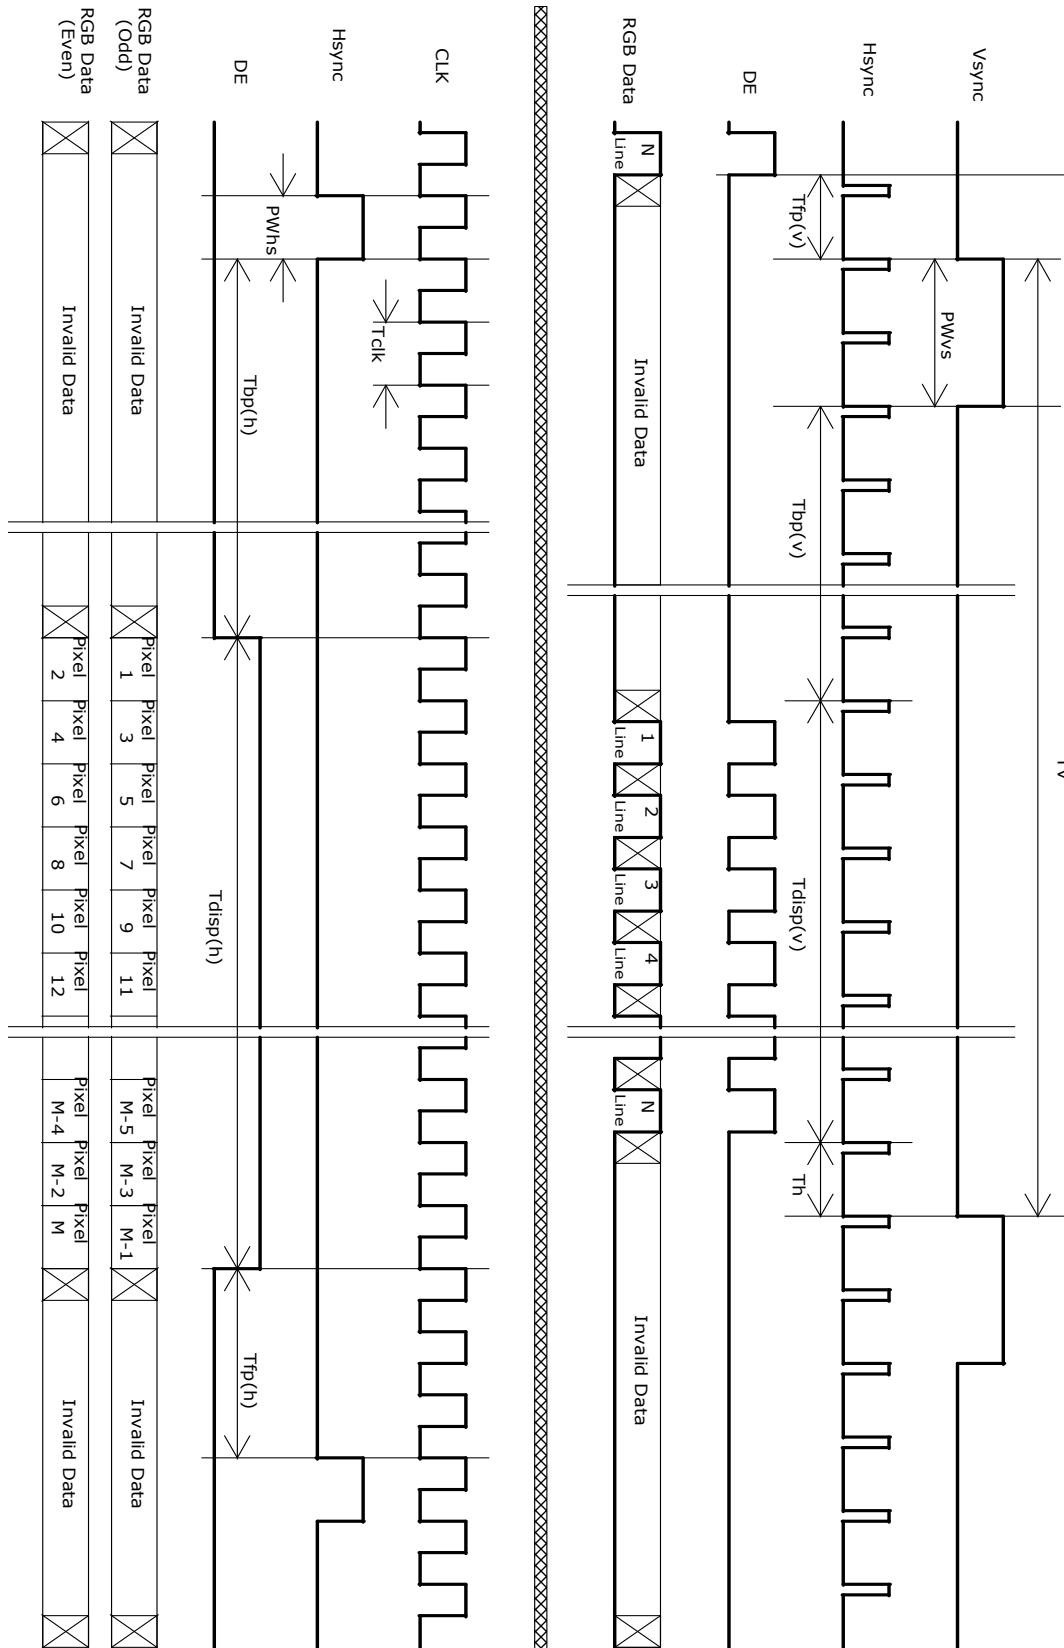 Tv
Vsync
Hsync
Tfp(v)
PWvs
Tbp(v)
Tdisp(v)
Th
DE
RGB Data
N
Line
Invalid Data
1
Line
2
Line
3
Line
4
Line
N
Line
Invalid Data
CLK
Tclk
Hsync
PWhs
DE
Tbp(h)
Tdisp(h)
Tfp(h)
RGB Data
(Odd)
Invalid Data
Pixel
1
Pixel
3
Pixel
5
Pixel
7
Pixel
9
Pixel
11
Pixel
M-5
Pixel
M-3
Pixel
M-1
Invalid Data
RGB Data
(Even)
Invalid Data
Pixel
2
Pixel
4
Pixel
6
Pixel
8
Pixel
10
Pixel
12
Pixel
M-4
Pixel
M-2
Pixel
M
Invalid Data